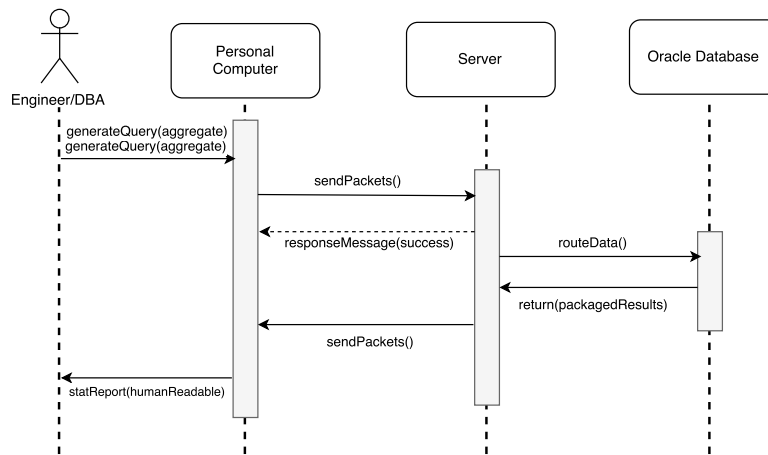 Personal
Computer
Server
Oracle Database
Engineer/DBA
generateQuery(aggregate)
generateQuery(aggregate)
sendPackets()
responseMessage(success)
routeData()
return(packagedResults)
sendPackets()
statReport(humanReadable)